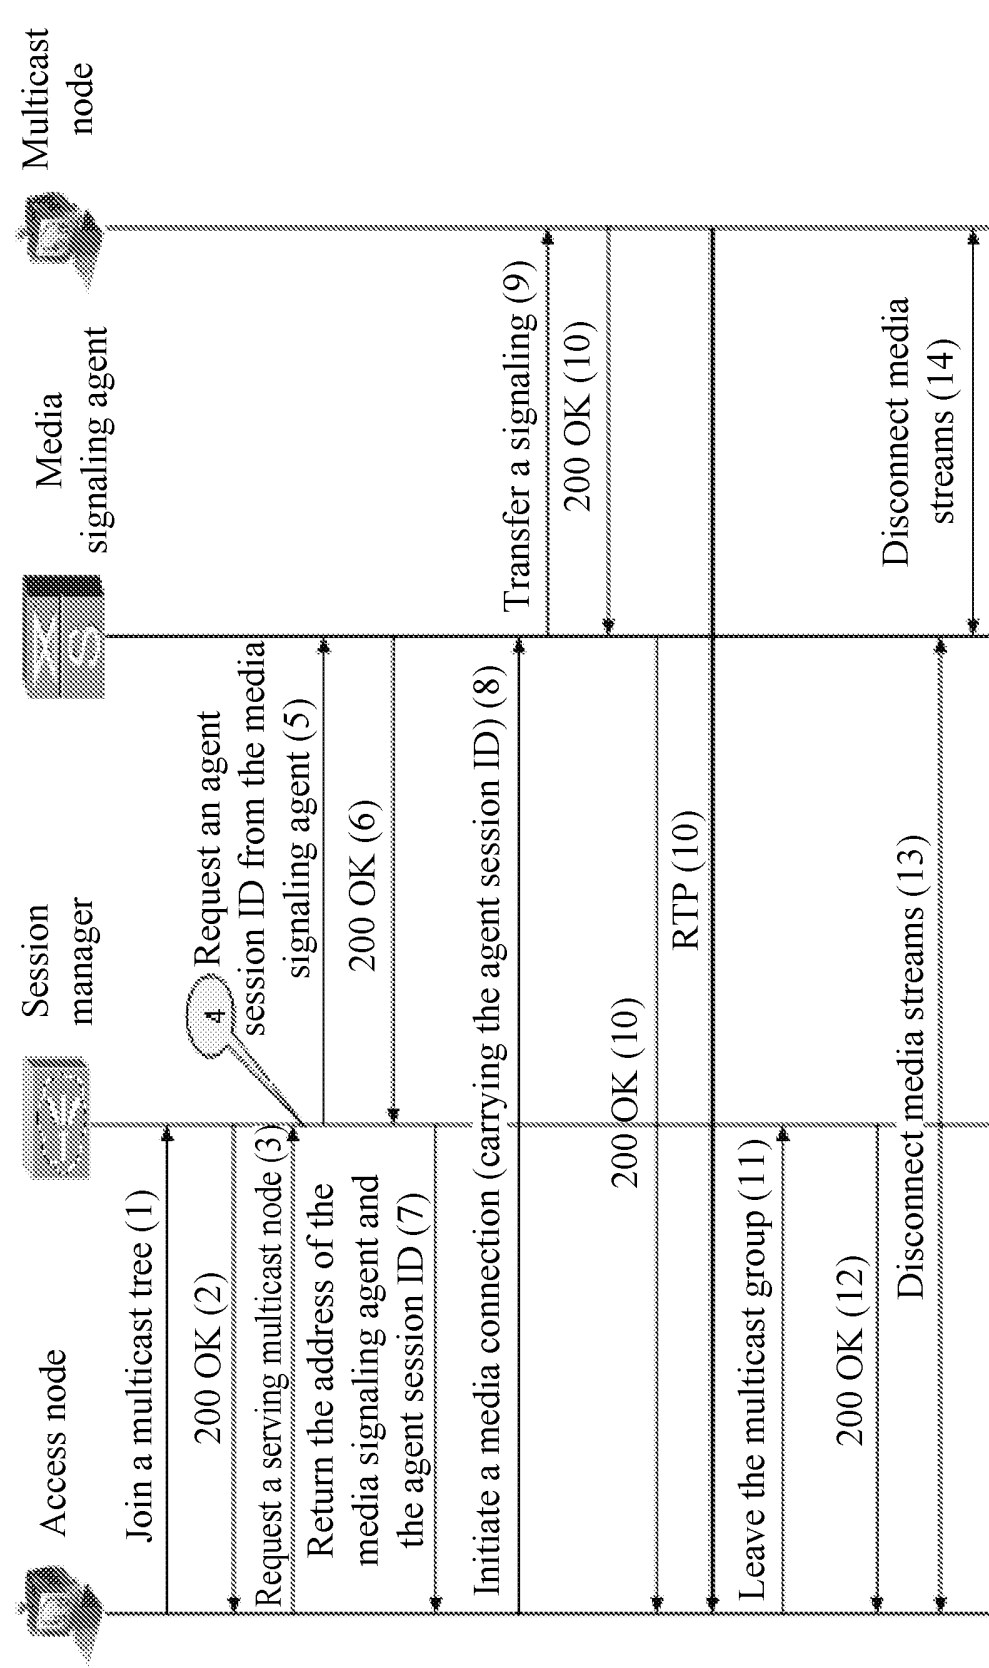 Access node
Session
manager
Media
signaling agent
Multicast
node
Join a multicast tree (1)
200 OK (2)
Request a serving multicast node (3)
4
Request an agent
session ID from the media
signaling agent (5)
200 OK (6)
Return the address of the
media signaling agent and
the agent session ID (7)
Initiate a media connection (carrying the agent session ID) (8)
Transfer a signaling (9)
200 OK (10)
200 OK (10)
RTP (10)
Leave the multicast group (11)
200 OK (12)
Disconnect media streams (13)
Disconnect media
streams (14)